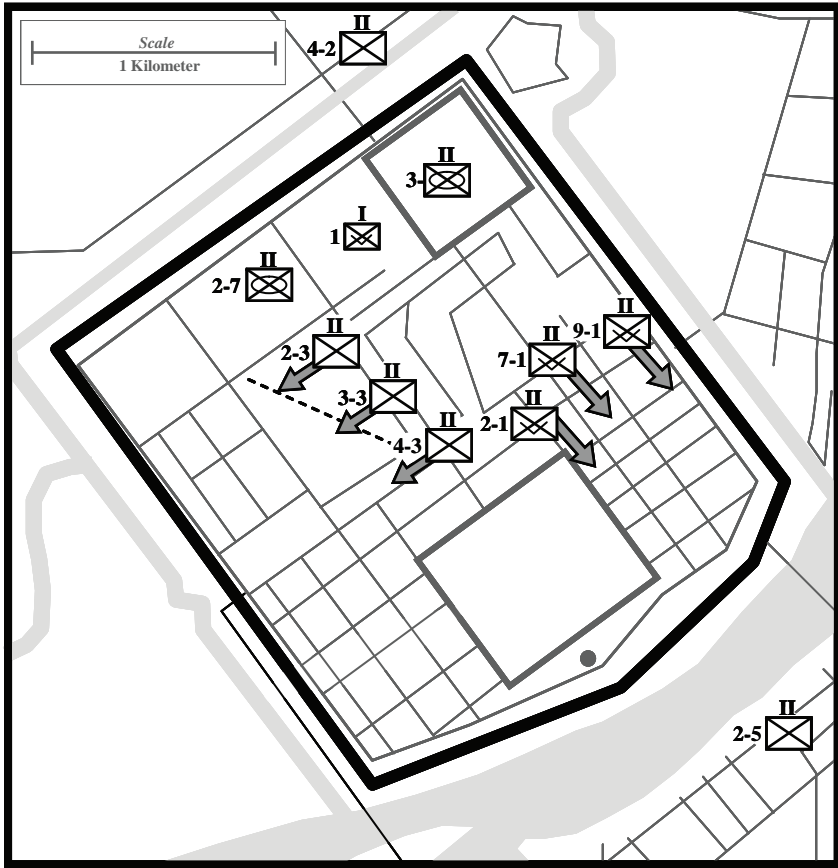 Scale
1 Kilometer
II
4-2
II
3-
I
1
II
2-7
II
2-3
II
3-3
II
4-3
II
7-1
II
9-1
II
2-1
II
2-5